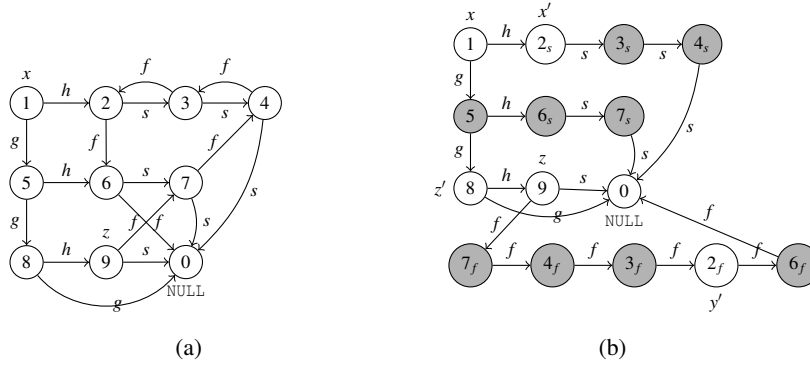 x
1 h 2 s 3 s 4
f f
g f f s
5 h 6 s 7
g f f s
z
8 h 9 s 0
NULL
g
(a)
x x'
1 h 2s s 3s s 4s
g s
5 h 6s s 7s
g s
z
z' 8 h 9 s 0
g
NULL
f f
7f f 4f f 3f f 2f f 6f
y'
(b)